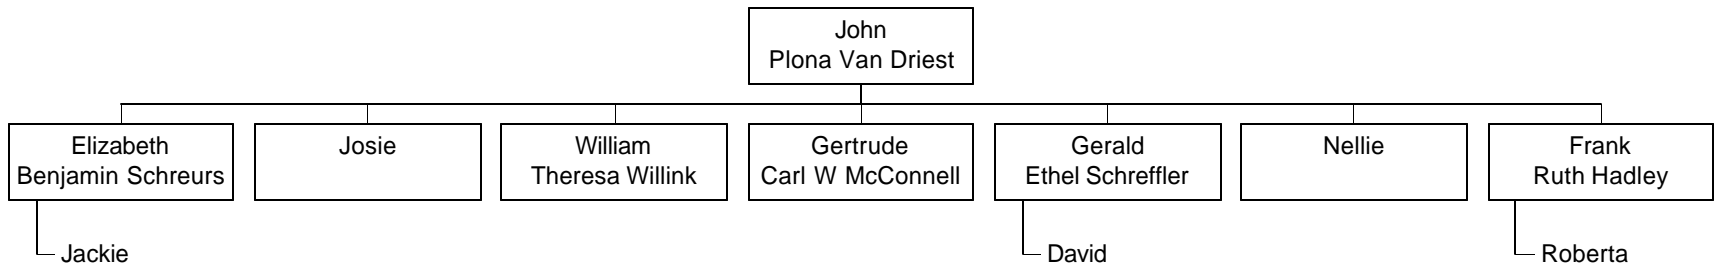 John
Plona Van Driest
Elizabeth
Benjamin Schreurs
Josie
William
Theresa Willink
Gertrude
Carl W McConnell
Gerald
Ethel Schreffler
Nellie
Frank
Ruth Hadley
Jackie
David
Roberta